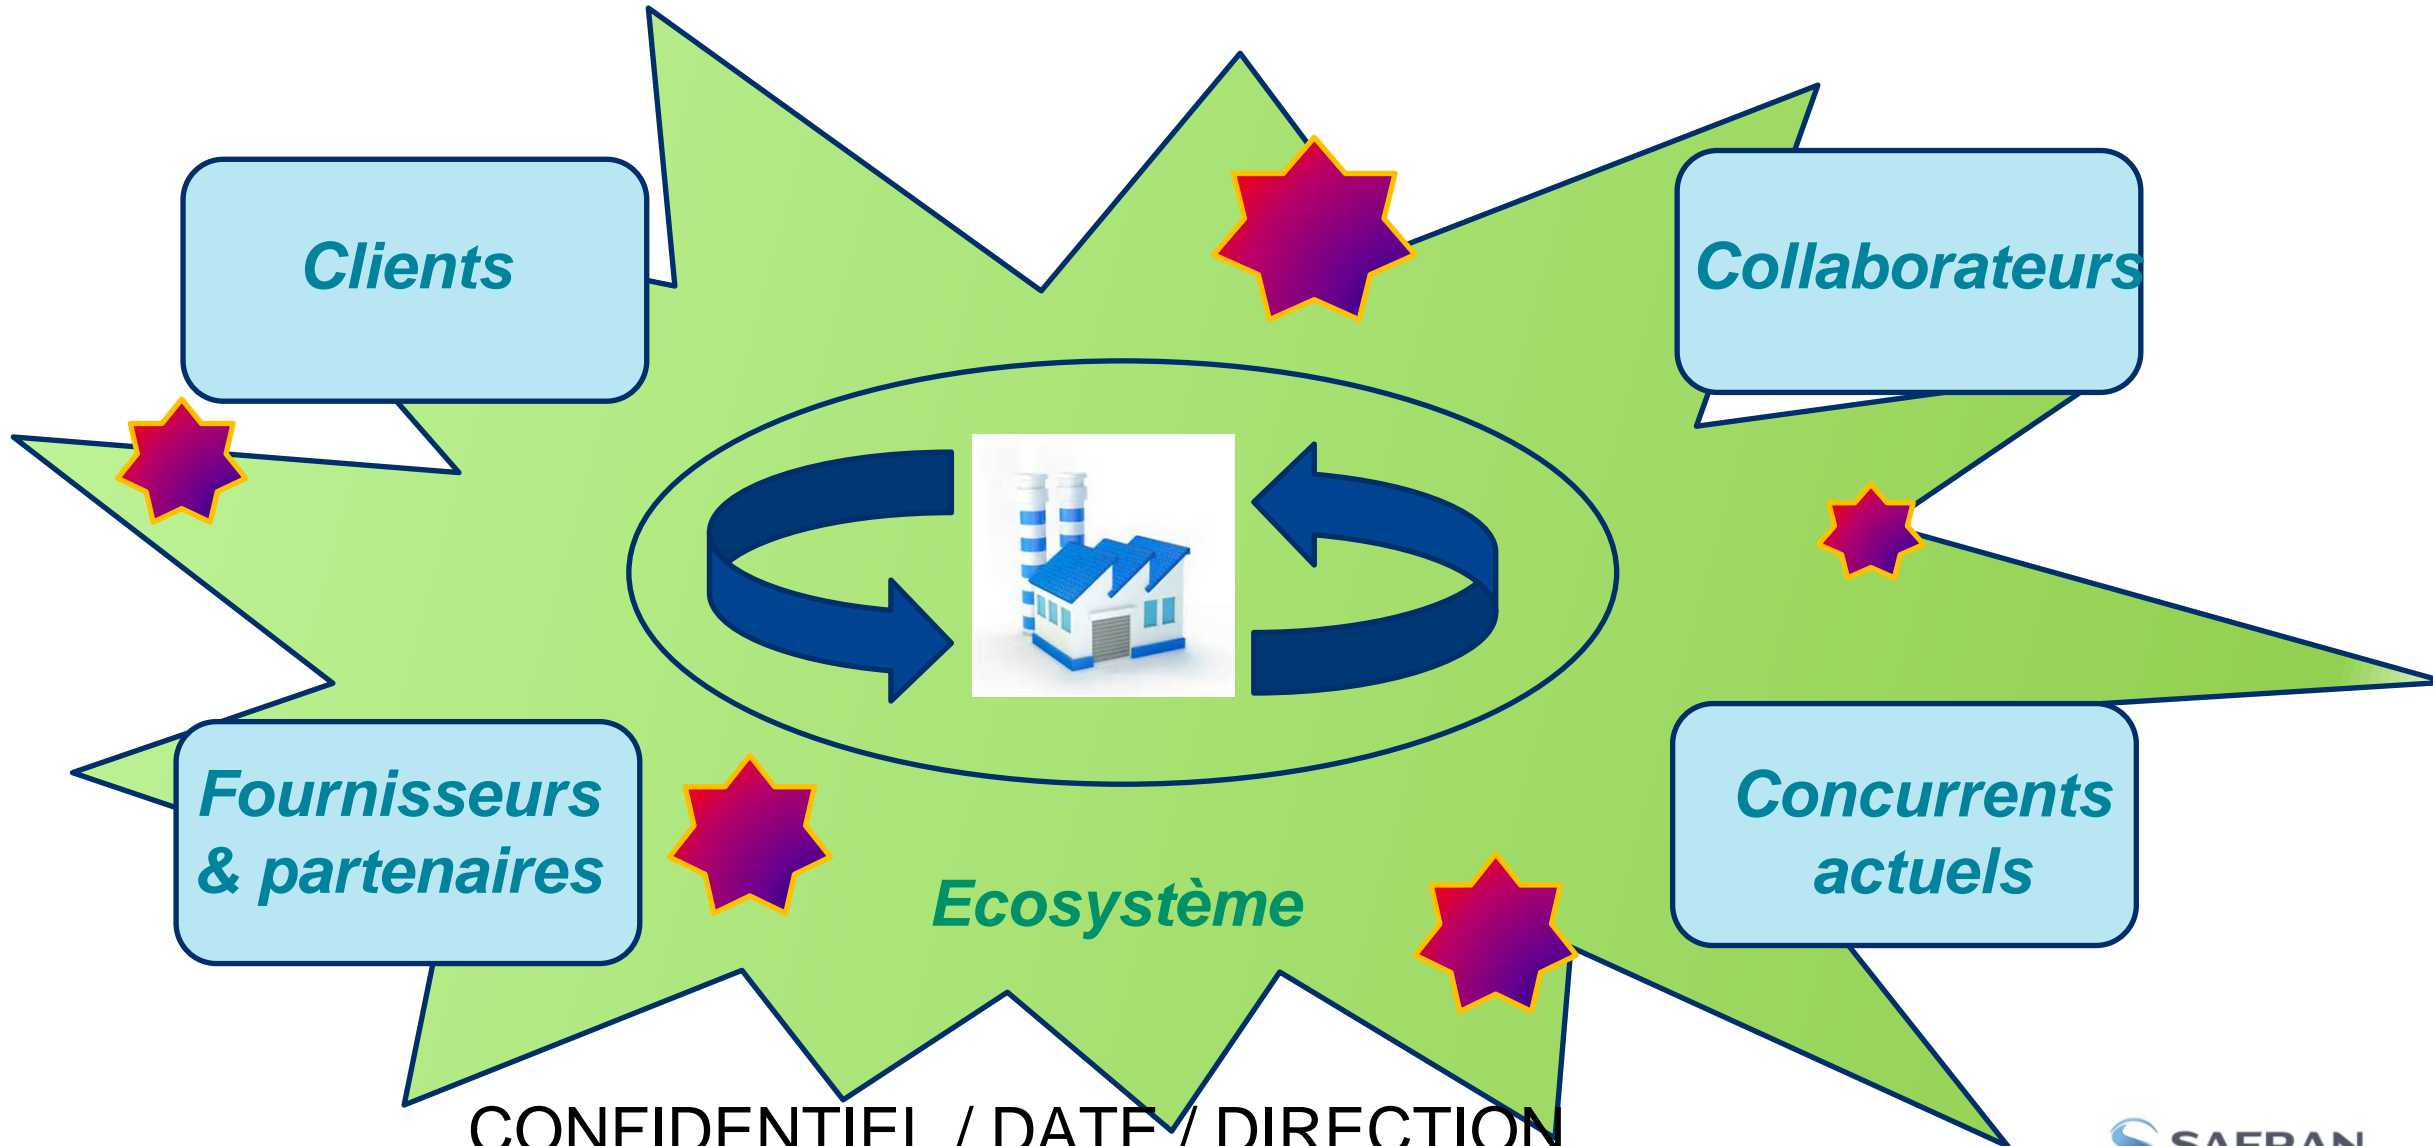 Clients
Collaborateurs
Fournisseurs
& partenaires
Concurrents
actuels
Ecosystème
CONFIDENTIEL / DATE / DIRECTION
SAFRAN